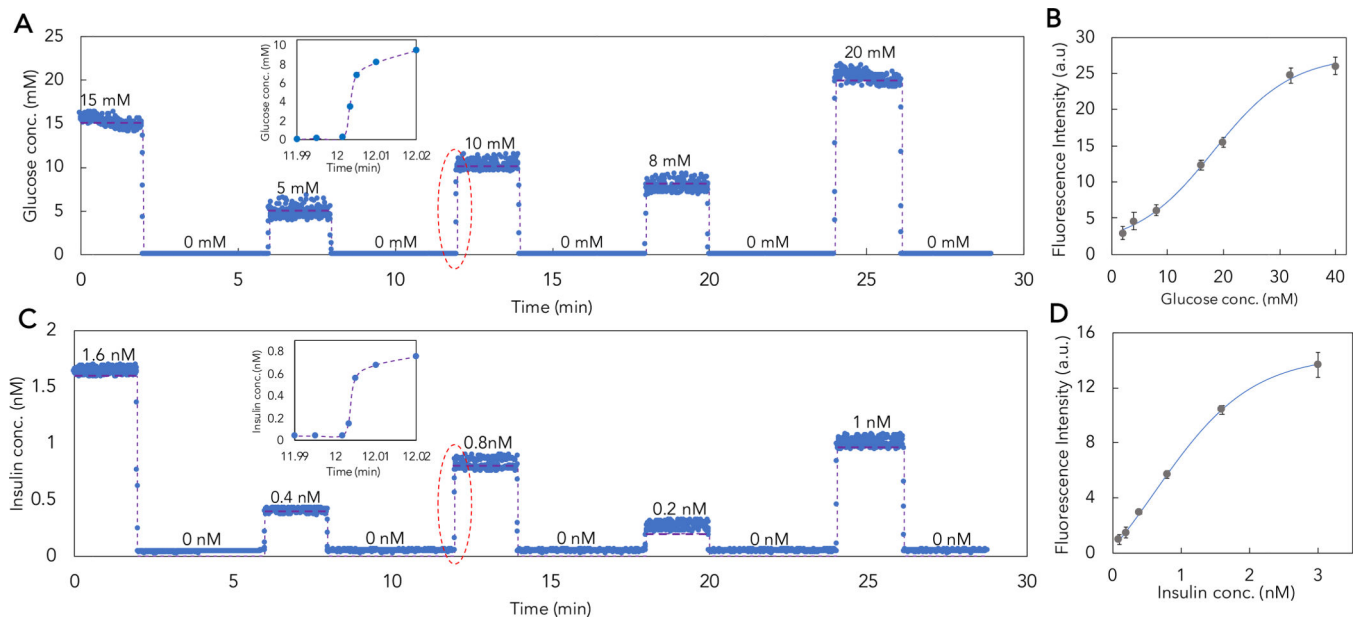 A
Glucose conc. (mM)
25
20
15
10
5
0
15 mM
0 mM
5 mM
0 mM
10 mM
0 mM
8 mM
0 mM
20 mM
0 mM
0
5
10
15
20
25
30
Time (min)
Glucose conc. (mM)
10
8
6
4
2
0
11.99
12
12.01
12.02
Time (min)
B
Fluorescence Intensity (a.u)
30
25
20
15
10
5
0
0
10
20
30
40
Glucose conc. (mM)
C
Insulin conc. (nM)
2
1.5
1
0.5
0
1.6 nM
0 nM
0.4 nM
0 nM
0.8nM
0 nM
0.2 nM
0 nM
1 nM
0 nM
0
5
10
15
20
25
30
Time (min)
Insulin conc.(nM)
0.8
0.6
0.4
0.2
0
11.99
12
12.01
12.02
Time (min)
D
Fluorescence Intensity (a.u.)
16
12
8
4
0
0
1
2
3
Insulin conc. (nM)